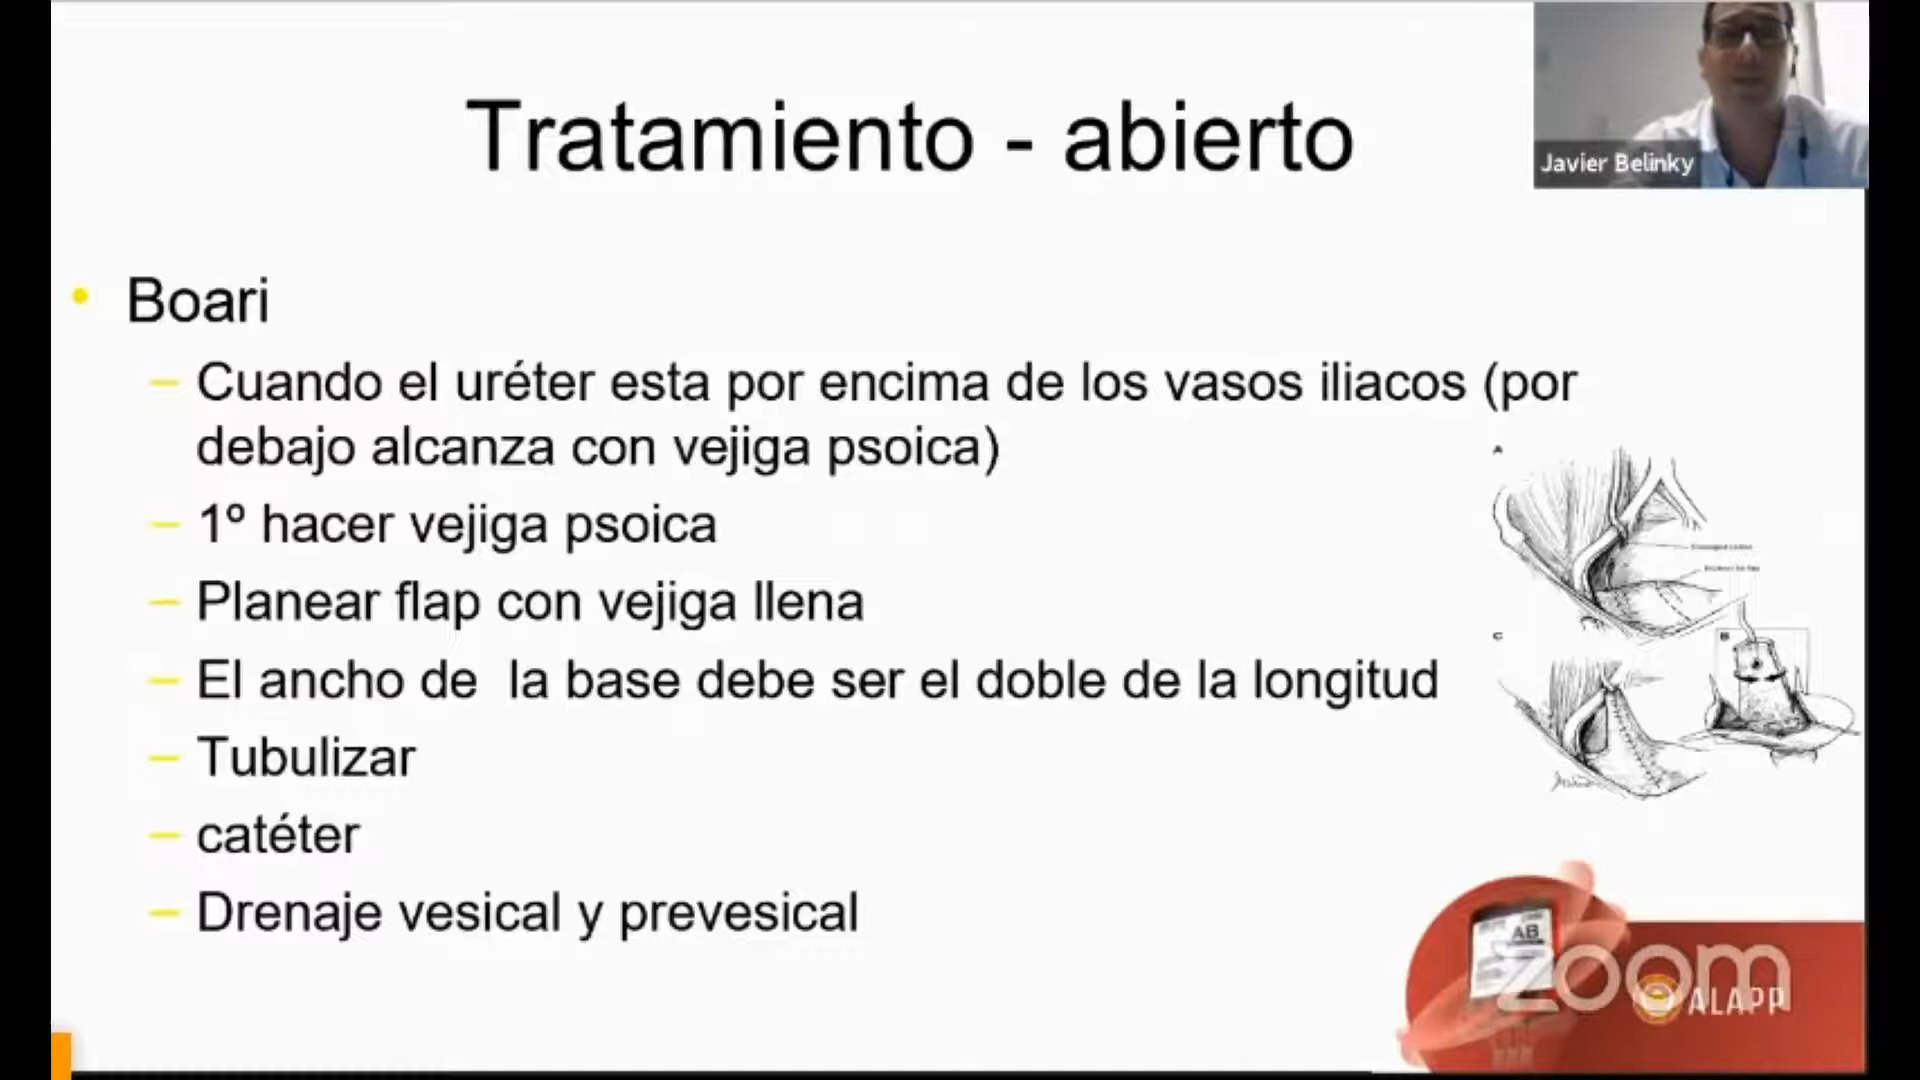 Tratamiento - abierto
Javier Belinky
Boari
– Cuando el uréter esta por encima de los vasos iliacos (por
debajo alcanza con vejiga psoica)
– 1º hacer vejiga psoica
– Planear flap con vejiga llena
– El ancho de la base debe ser el doble de la longitud
– Tubulizar
– catéter
– Drenaje vesical y prevesical
A
B
C
AB
zoom
ALAPP